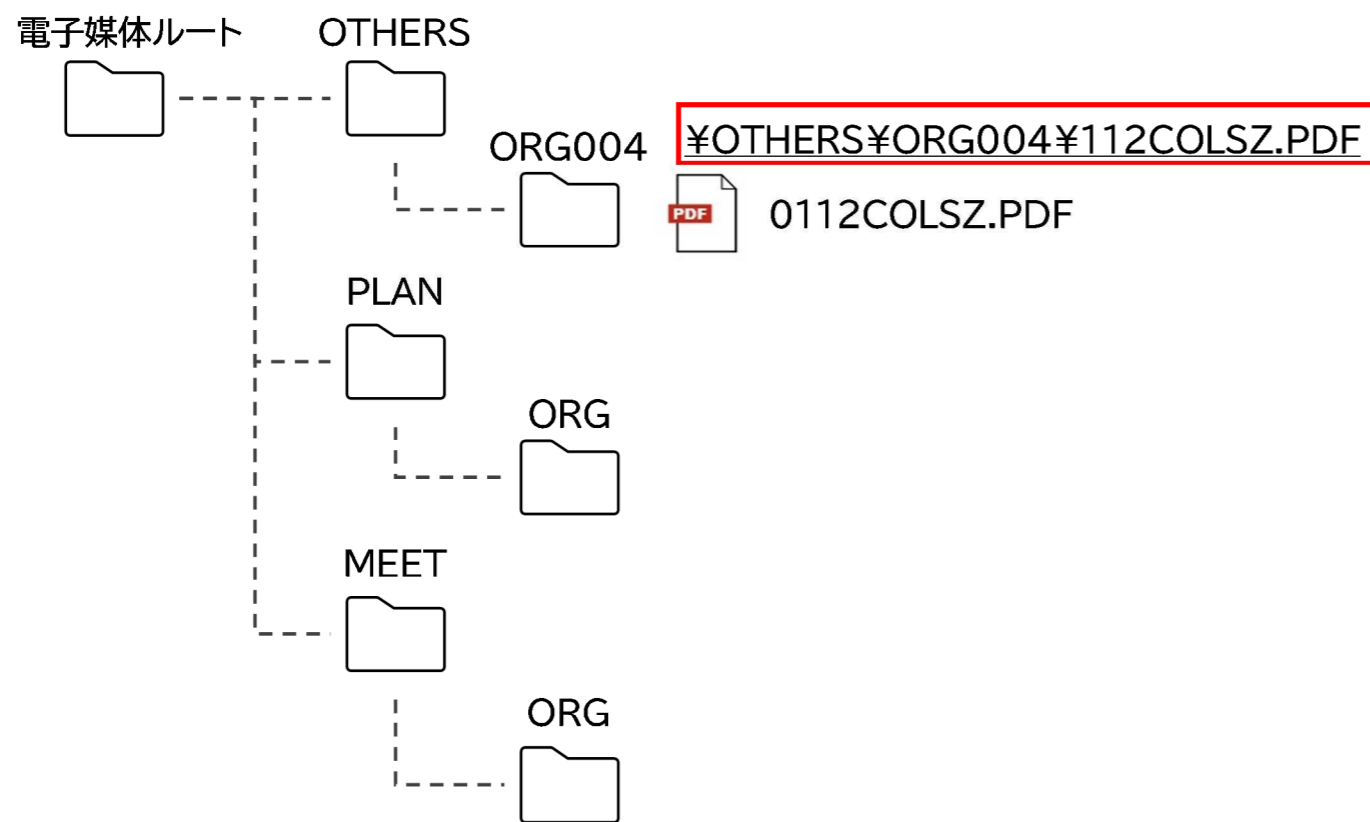 電子媒体ルート
OTHERS
ORG004
¥OTHERS¥ORG004¥112COLSZ.PDF
PDF
0112COLSZ.PDF
PLAN
ORG
MEET
ORG